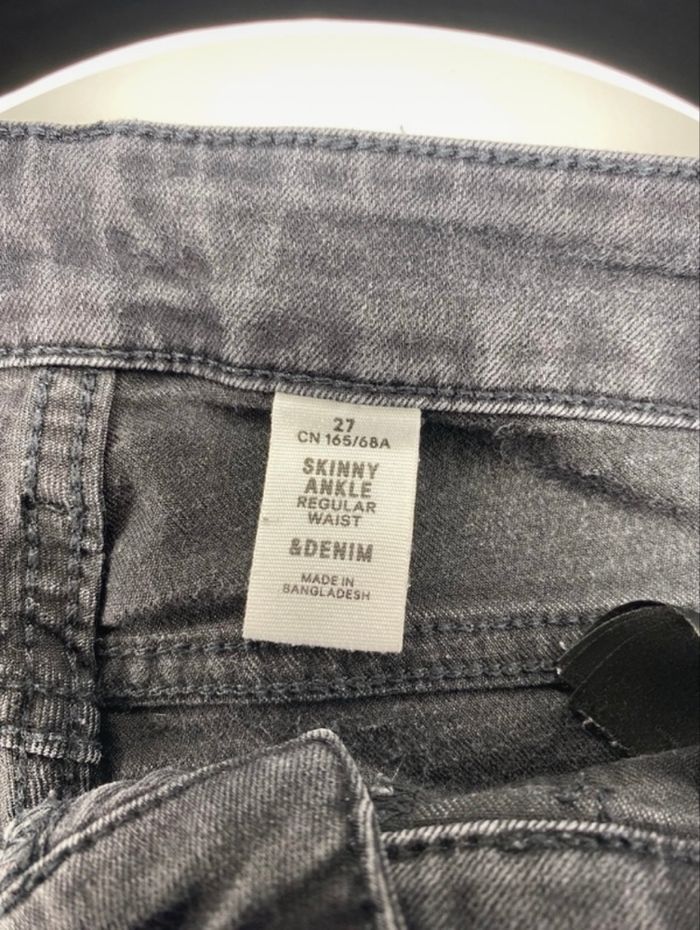 27
CN 165/68A
SKINNY
ANKLE
REGULAR
WAIST
&DENIM
MADE IN
BANGLADESH